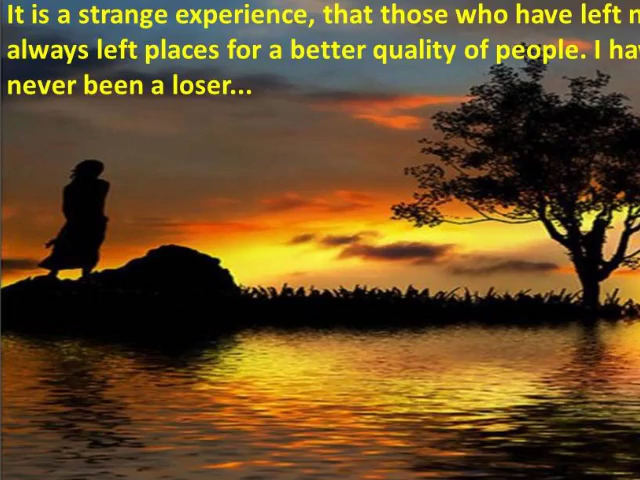 It is a strange experience, that those who have left m
always left places for a better quality of people. I hav
never been a loser...